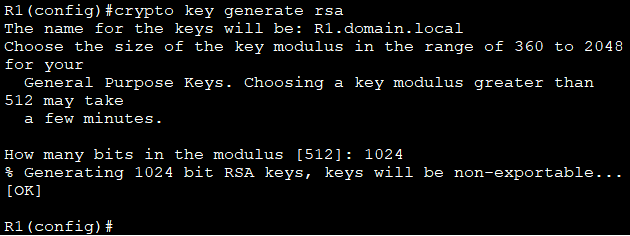 R1(config)#crypto key generate rsa
The name for the keys will be: R1.domain.local
Choose the size of the key modulus in the range of 360 to 2048
for your
  General Purpose Keys. Choosing a key modulus greater than
512 may take
  a few minutes.

How many bits in the modulus [512]: 1024
% Generating 1024 bit RSA keys, keys will be non-exportable...
[OK]

R1(config)#